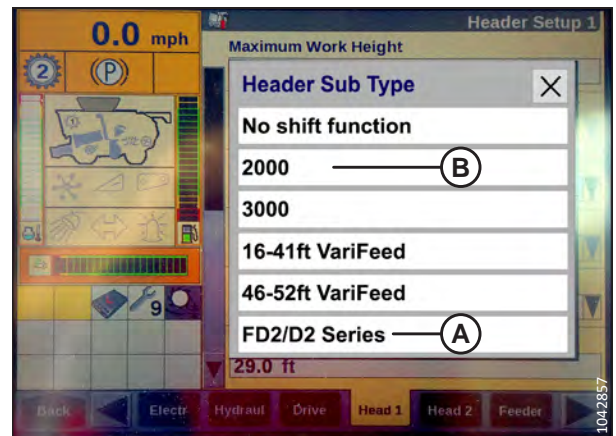 Header Setup 1
0.0 mph
Maximum Work Height
2
(P)
Header Sub Type
No shift function
2000
B
3000
16-41ft VariFeed
46-52ft VariFeed
FD2/D2 Series
A
9
29.0 ft
Back
Electr
Hydraul
Drive
Head 1
Head 2
Feeder
1042857